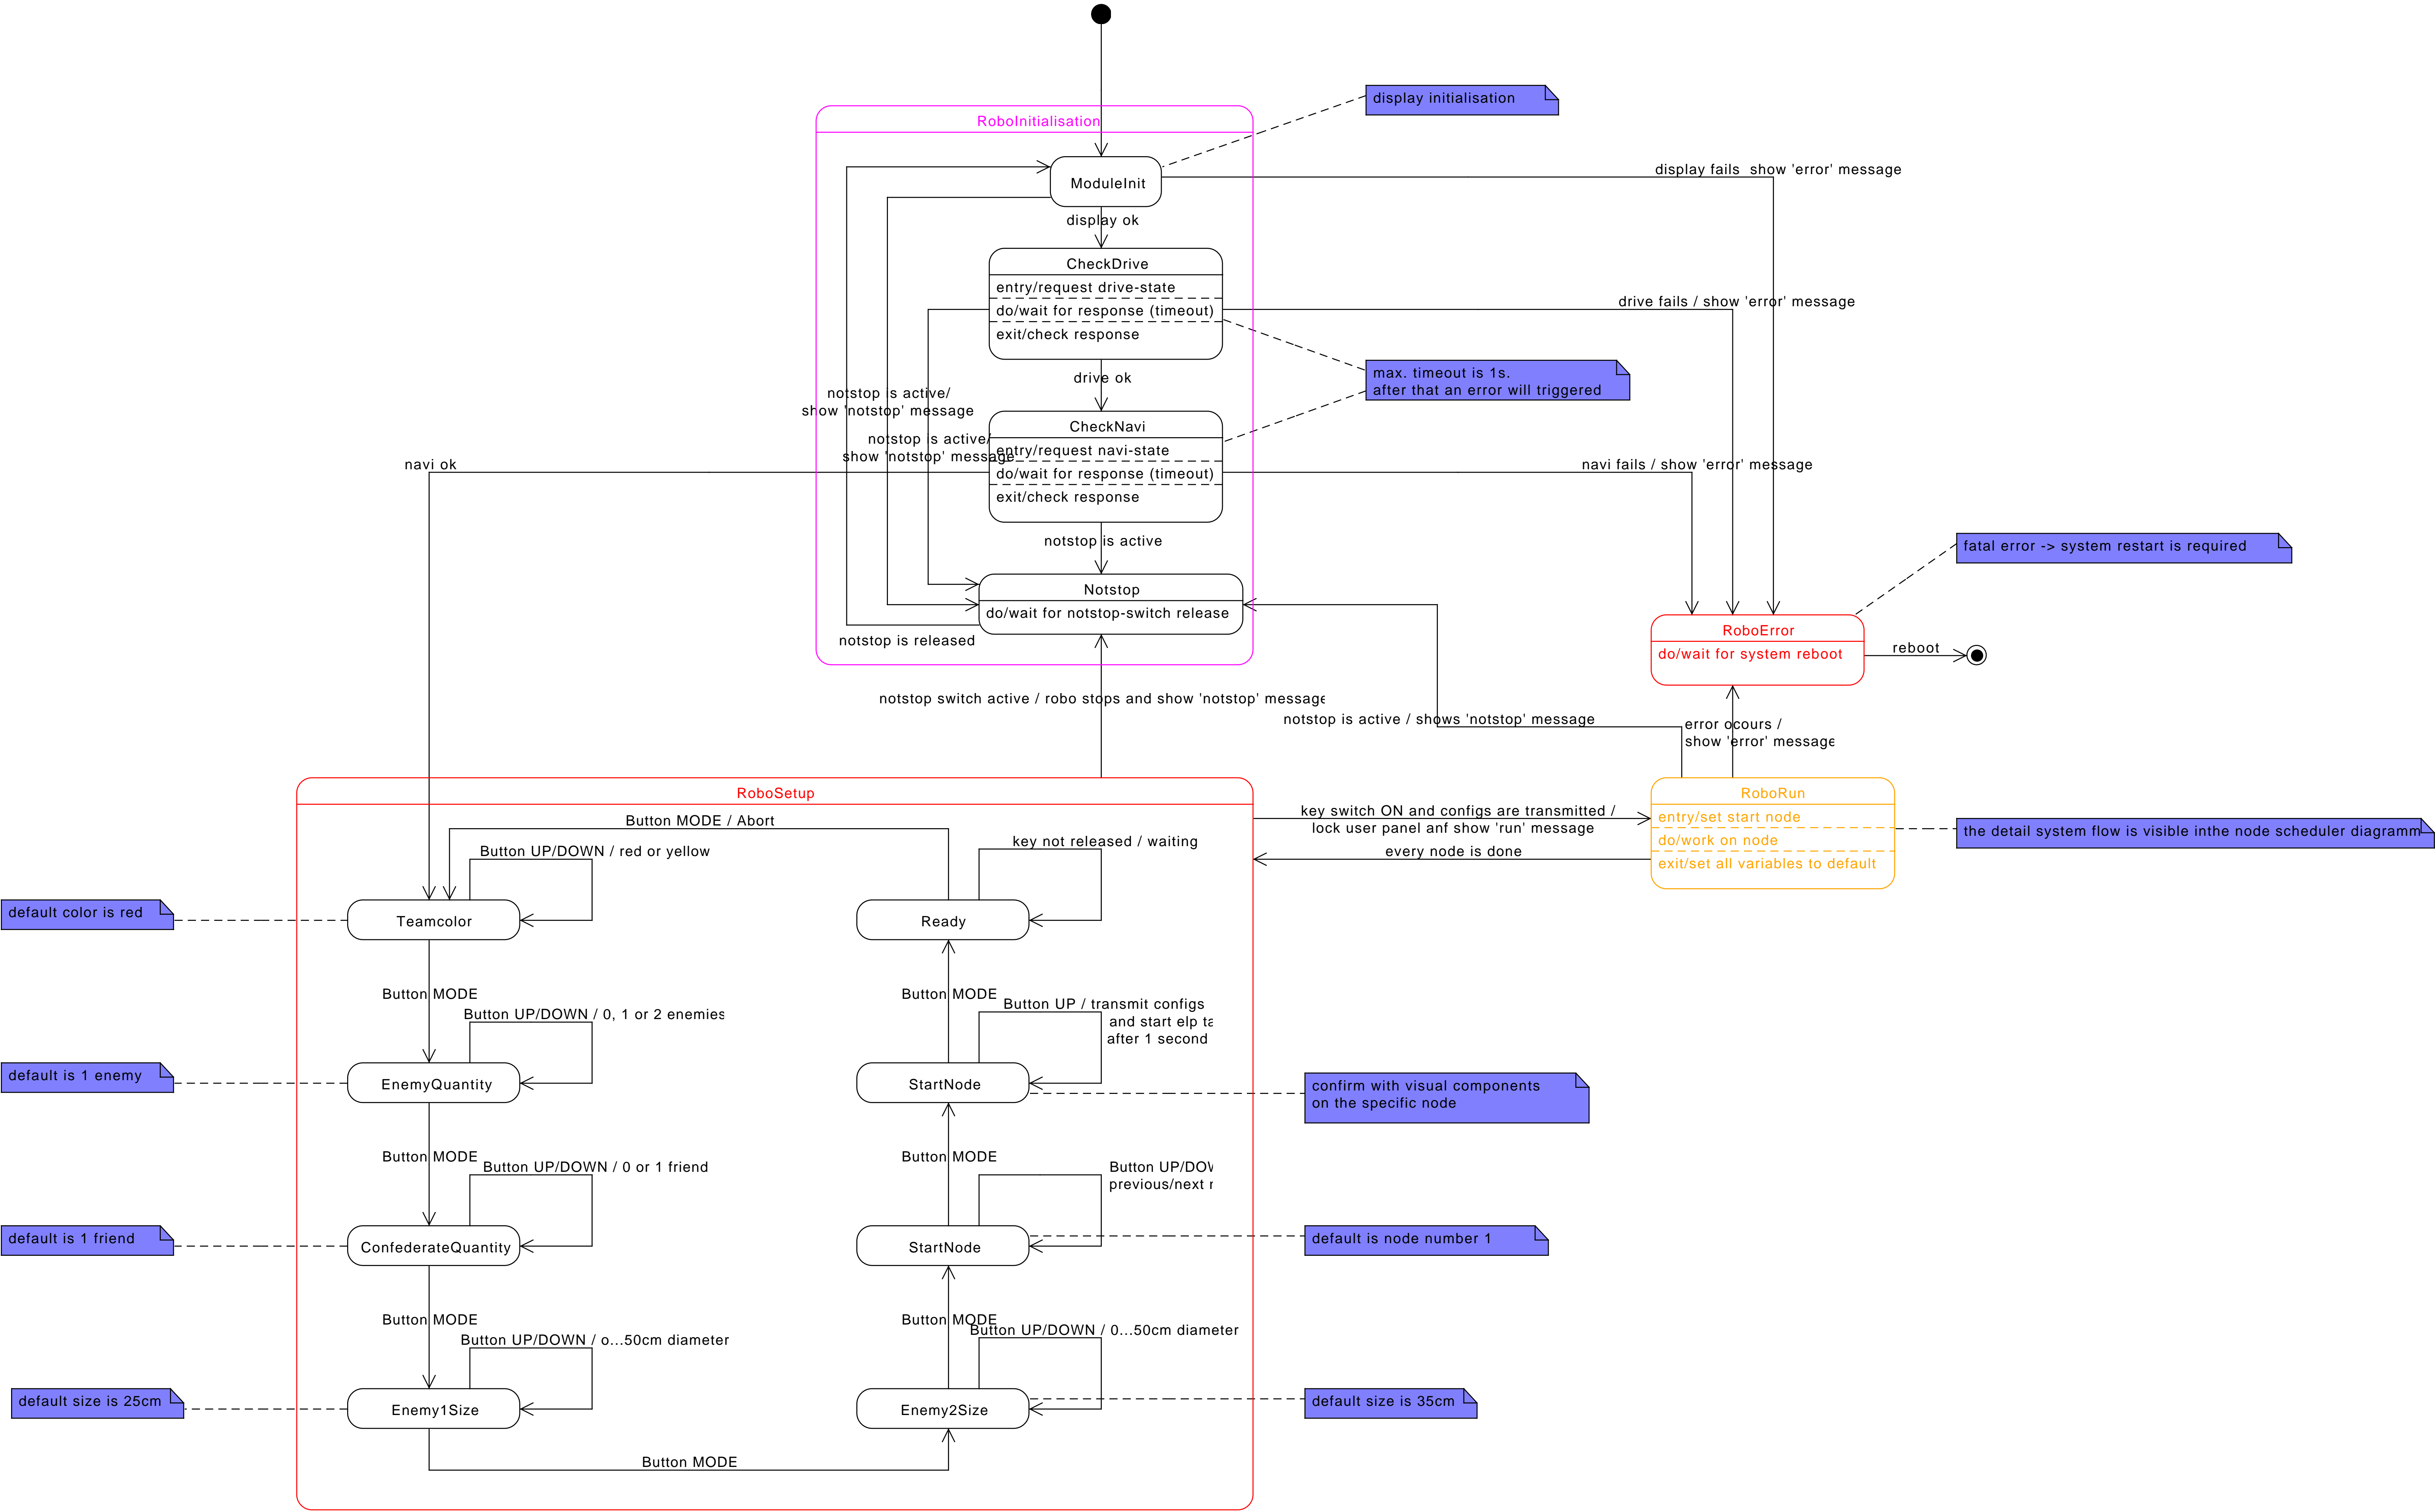 display initialisation
RoboInitialisation
display fails  show 'error' message
ModuleInit
display ok
CheckDrive
entry/request drive-state
do/wait for response (timeout)
exit/check response
drive fails / show 'error' message
drive ok
max. timeout is 1s.
after that an error will triggered
notstop is active/
show 'notstop' message
CheckNavi
entry/request navi-state
do/wait for response (timeout)
exit/check response
notstop is active/
show 'notstop' message
navi ok
navi fails / show 'error' message
notstop is active
fatal error -> system restart is required
Notstop
do/wait for notstop-switch release
notstop is released
RoboError
do/wait for system reboot
reboot
notstop switch active / robo stops and show 'notstop' message
notstop is active / shows 'notstop' message
error ocours /
show 'error' message
RoboSetup
RoboRun
entry/set start node
do/work on node
exit/set all variables to default
key switch ON and configs are transmitted /
lock user panel anf show 'run' message
every node is done
the detail system flow is visible inthe node scheduler diagramm
Button MODE / Abort
Button UP/DOWN / red or yellow
key not released / waiting
default color is red
Teamcolor
Ready
Button MODE
Button MODE
Button UP/DOWN / 0, 1 or 2 enemies
Button UP / transmit configs
and start elp
after 1 second
default is 1 enemy
EnemyQuantity
StartNode
confirm with visual components
on the specific node
Button MODE
Button MODE
Button UP/DOWN / 0 or 1 friend
Button
previous/next
default is 1 friend
ConfederateQuantity
StartNode
default is node number 1
Button MODE
Button MODE
Button UP/DOWN / o...50cm diameter
Button UP/DOWN / 0...50cm diameter
default size is 25cm
Enemy1Size
Enemy2Size
default size is 35cm
Button MODE